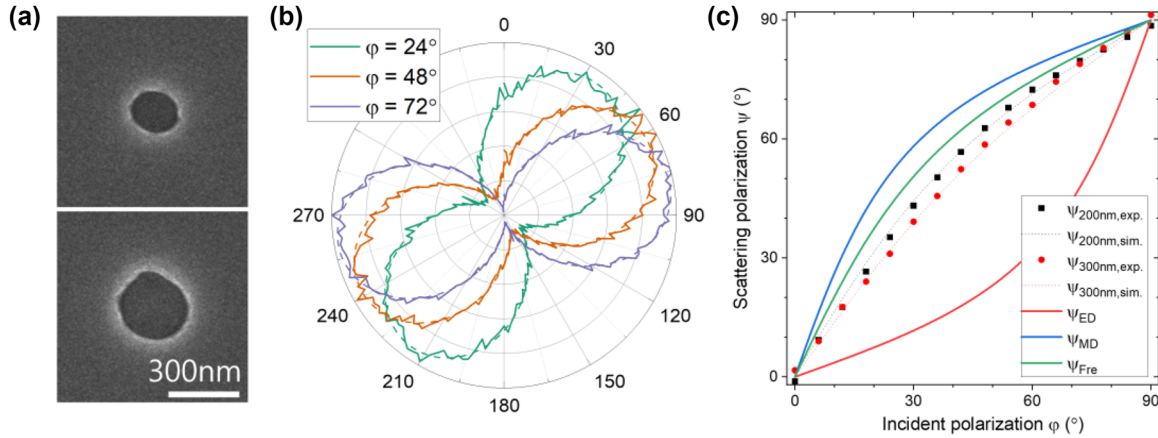 (a)
300nm
(b)
φ = 24°
φ = 48°
φ = 72°
0
30
60
90
120
150
180
210
240
270
(c)
Scattering polarization ψ (°)
90
60
30
0
ψ200nm,exp.
ψ200nm,sim.
ψ300nm,exp.
ψ300nm,sim.
ψED
ψMD
ψFre
0
30
60
90
Incident polarization φ (°)